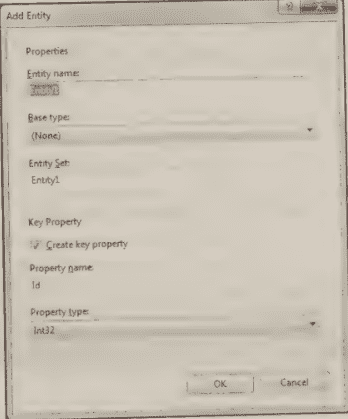 Add Entity
Properties
Entity name:
Base type:
(None)
Entity Set:
Entity1
Key Property
Create key property
Property name:
Id
Property type:
Int32
OK
Cancel